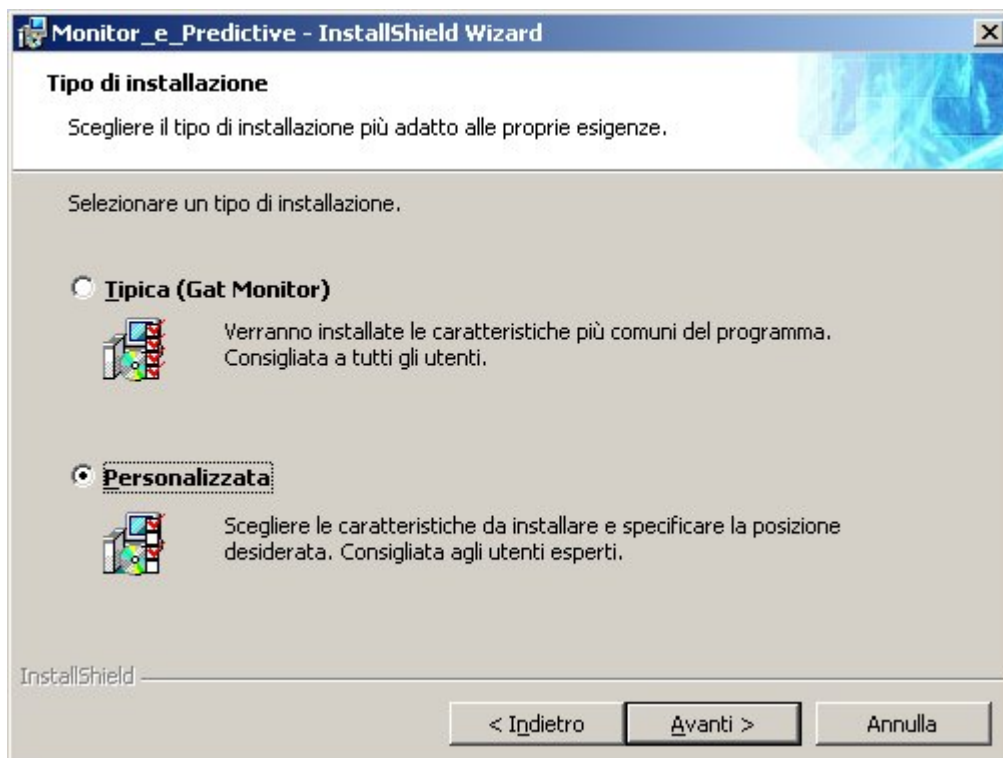 Monitor_e_Predictive - InstallShield Wizard
Tipo di installazione
Scegliere il tipo di installazione più adatto alle proprie esigenze.
Selezionare un tipo di installazione.
Tipica (Gat Monitor)
Verranno installate le caratteristiche più comuni del programma.
Consigliata a tutti gli utenti.
Personalizzata
Scegliere le caratteristiche da installare e specificare la posizione
desiderata. Consigliata agli utenti esperti.
InstallShield
< Indietro
Avanti >
Annulla